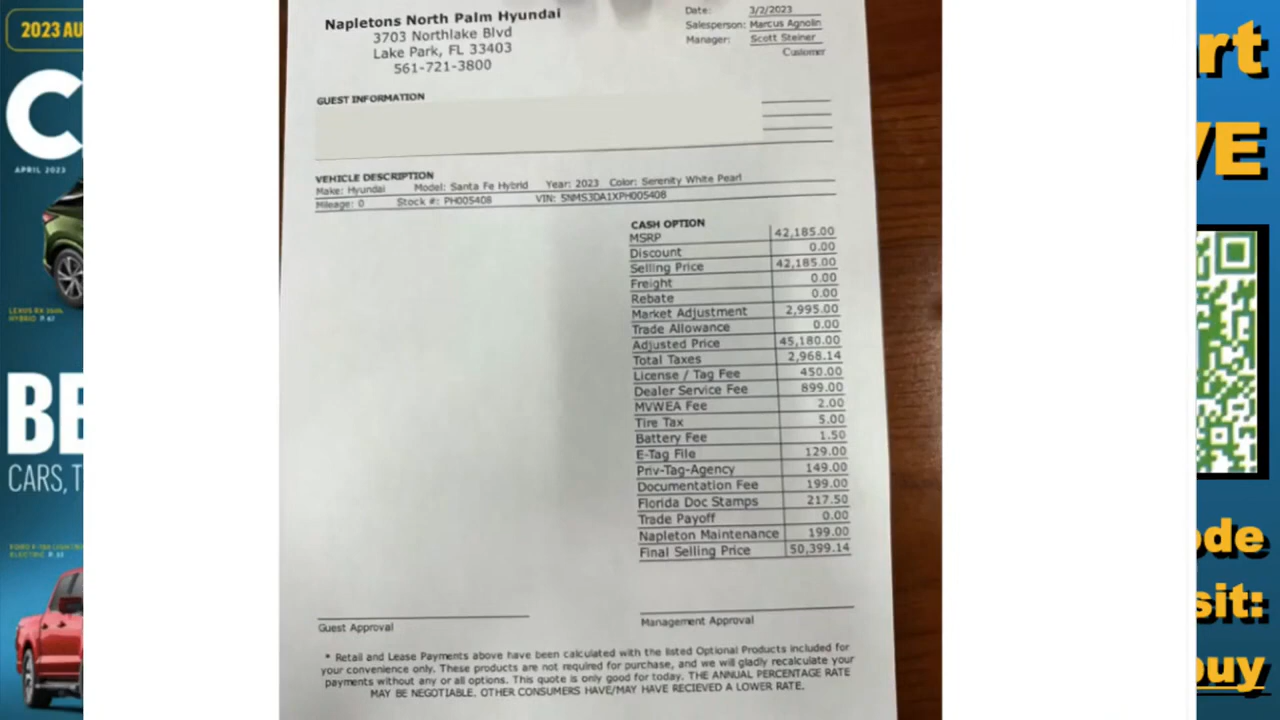 2023 AU
C
APRIL 2023
LEXUS RX 350h
HYBRID P. 47
BE
CARS, T
ELECTRIC P. 33
Napletons North Palm Hyundai
3703 Northlake Blvd
Lake Park, FL 33403
561-721-3800
Date: 3/2/2023
Salesperson: Marcus Agnolin
Manager: Scott Steiner
Customer
GUEST INFORMATION
VEHICLE DESCRIPTION
Make: Hyundai Model: Santa Fe Hybrid Year: 2023 Color: Serenity White Pearl
Mileage: 0 Stock #: PH005408 VIN: 5NMS3DA1XPH005408
CASH OPTION
MSRP 42,185.00
Discount 0.00
Selling Price 42,185.00
Freight 0.00
Rebate 0.00
Market Adjustment 2,995.00
Trade Allowance 0.00
Adjusted Price 45,180.00
Total Taxes 2,968.14
License / Tag Fee 450.00
Dealer Service Fee 899.00
MVWEA Fee 2.00
Tire Tax 5.00
Battery Fee 1.50
E-Tag File 129.00
Priv-Tag-Agency 149.00
Documentation Fee 199.00
Florida Doc Stamps 217.50
Trade Payoff 0.00
Napleton Maintenance 199.00
Final Selling Price 50,399.14
Guest Approval
Management Approval
* Retail and Lease Payments above have been calculated with the listed Optional Products included for
your convenience only. These products are not required for purchase, and we will gladly recalculate your
payments without any or all options. This quote is only good for today. THE ANNUAL PERCENTAGE RATE
MAY BE NEGOTIABLE. OTHER CONSUMERS HAVE/MAY HAVE RECIEVED A LOWER RATE.
rt
VE
ode
sit:
buy